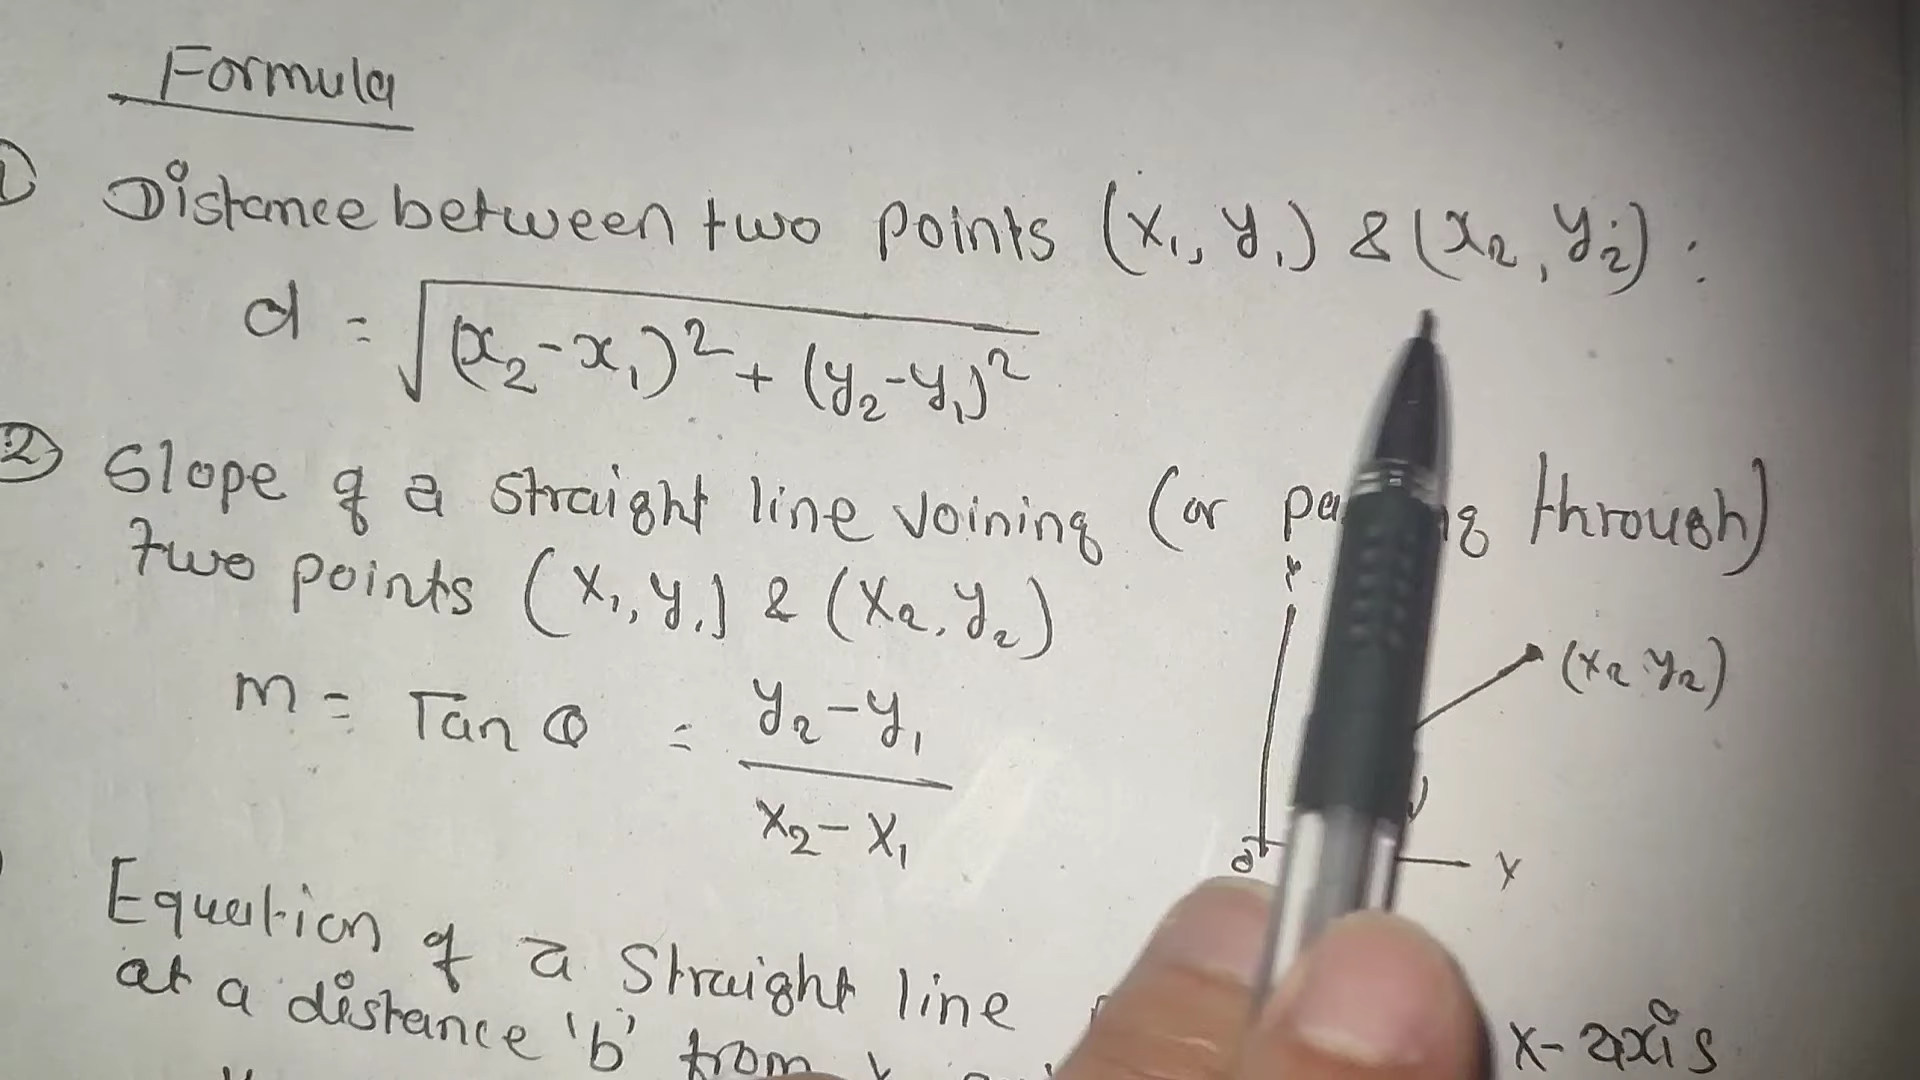 Formula
① Distance between two points (x₁, y₁) & (x₂, y₂) :
d = √(x₂-x₁)² + (y₂-y₁)²
② Slope of a straight line joining (or through)
two points (x₁, y₁) & (x₂, y₂)
m = Tan θ = y₂-y₁ / x₂-x₁
(x₂ y₂)
O X
Equation of a Straight line
at a distance 'b' from X-axis